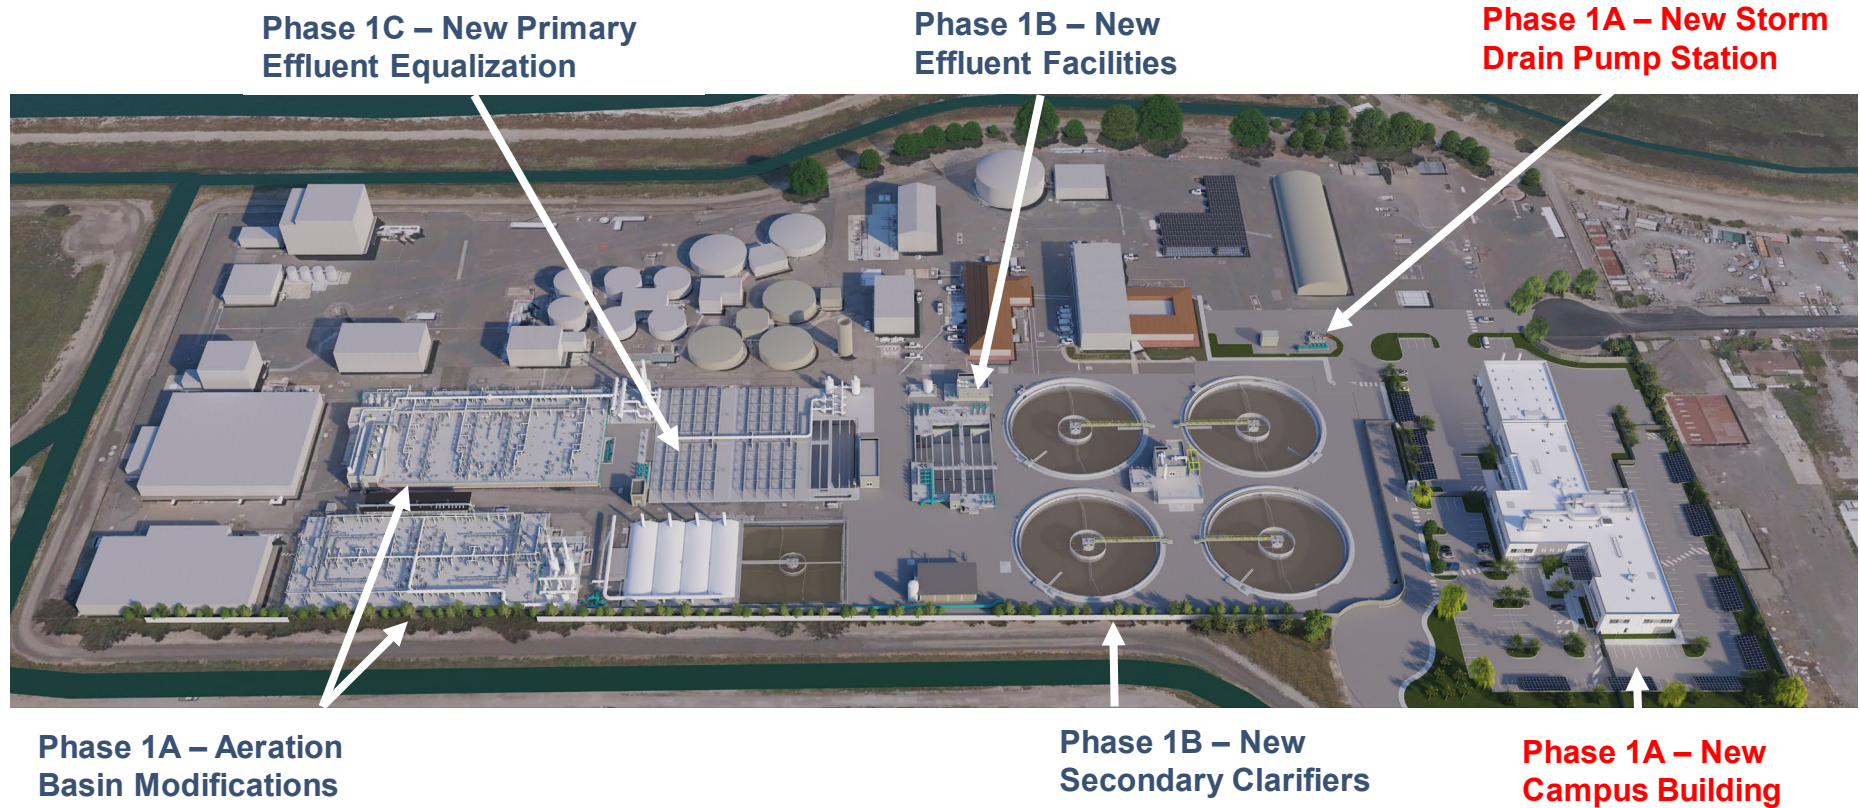 Phase 1C – New Primary
Effluent Equalization
Phase 1B – New
Effluent Facilities
Phase 1A – New Storm
Drain Pump Station
Phase 1A – Aeration
Basin Modifications
Phase 1B – New
Secondary Clarifiers
Phase 1A – New
Campus Building